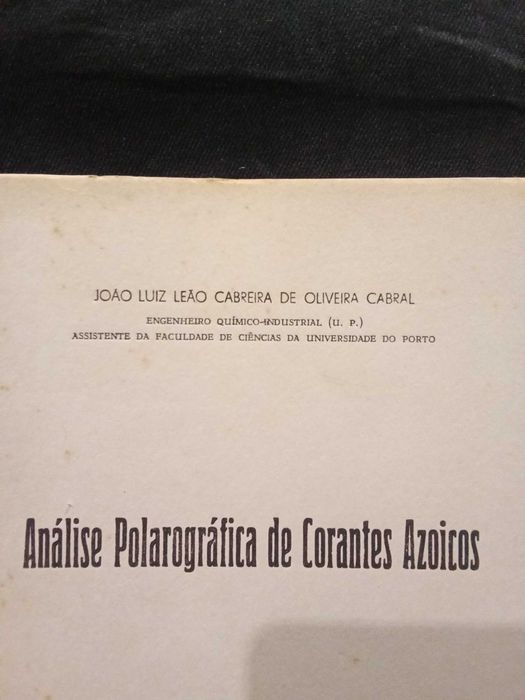 JOÃO LUIZ LEÃO CABREIRA DE OLIVEIRA CABRAL
ENGENHEIRO QUÍMICO-INDUSTRIAL (U. P.)
ASSISTENTE DA FACULDADE DE CIÊNCIAS DA UNIVERSIDADE DO PORTO
Análise Polarográfica de Corantes Azoicos